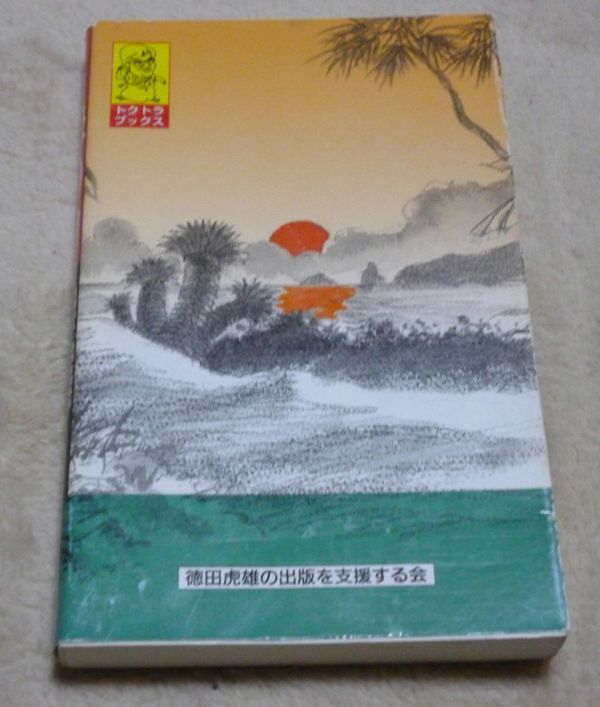 トクトラ
ブックス
徳田虎雄の出版を支援する会